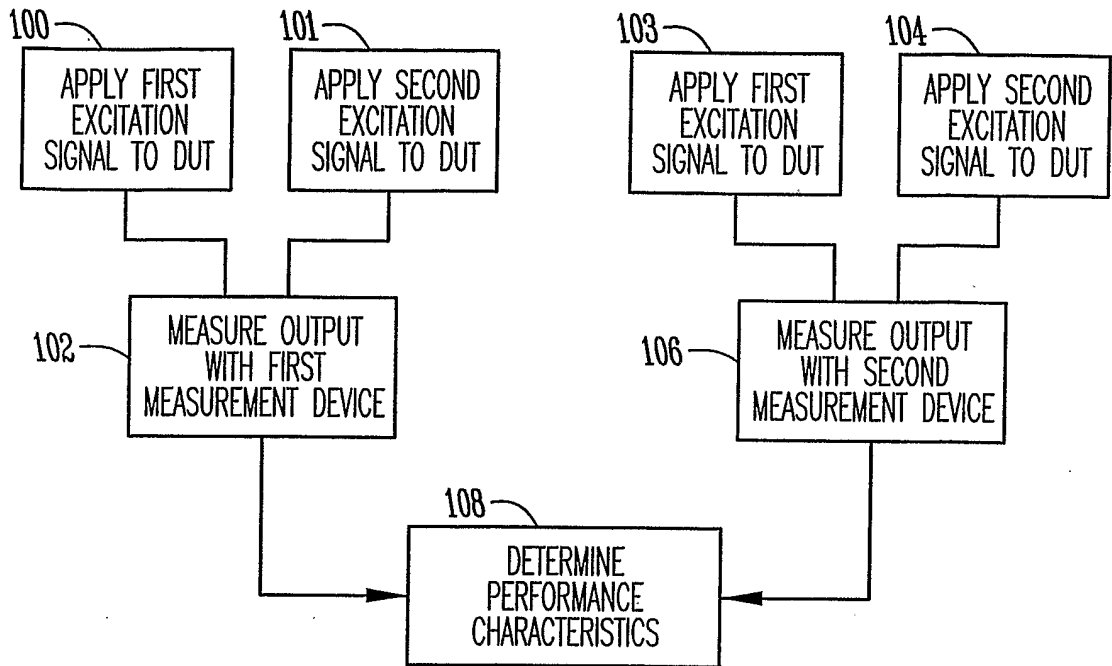 100
APPLY FIRST
EXCITATION
SIGNAL TO DUT
101
APPLY SECOND
EXCITATION
SIGNAL TO DUT
103
APPLY FIRST
EXCITATION
SIGNAL TO DUT
104
APPLY SECOND
EXCITATION
SIGNAL TO DUT
102
MEASURE OUTPUT
WITH FIRST
MEASUREMENT DEVICE
106
MEASURE OUTPUT
WITH SECOND
MEASUREMENT DEVICE
108
DETERMINE
PERFORMANCE
CHARACTERISTICS